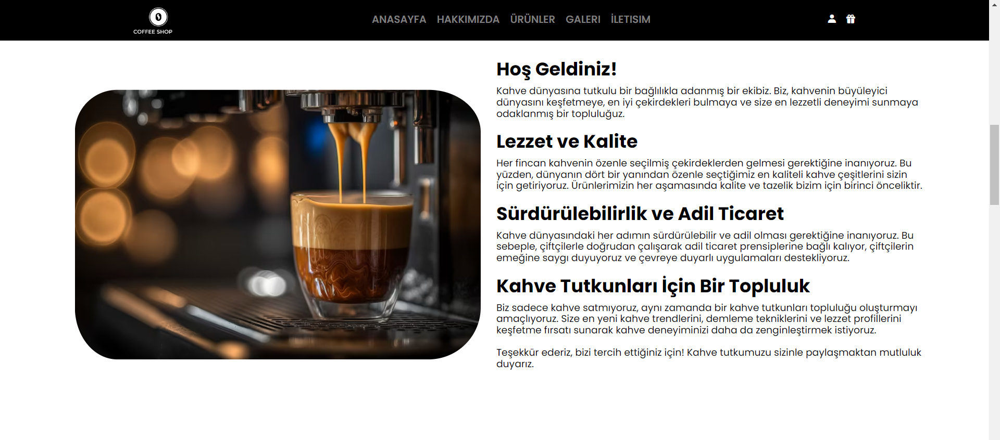 COFFEE SHOP
ANASAYFA HAKKIMIZDA ÜRÜNLER GALERI İLETISIM
Hoş Geldiniz!
Kahve dünyasına tutkulu bir bağlılıkla adanmış bir ekibiz. Biz, kahvenin büyüleyici
dünyasını keşfetmeye, en iyi çekirdekleri bulmaya ve size en lezzetli deneyimi sunmaya
odaklanmış bir topluluğuz.
Lezzet ve Kalite
Her fincan kahvenin özenle seçilmiş çekirdeklerden gelmesi gerektiğine inanıyoruz. Bu
yüzden, dünyanın dört bir yanından özenle seçtiğimiz en kaliteli kahve çeşitlerini sizin
için getiriyoruz. Ürünlerimizin her aşamasında kalite ve tazelik bizim için birinci önceliktir.
Sürdürülebilirlik ve Adil Ticaret
Kahve dünyasındaki her adımın sürdürülebilir ve adil olması gerektiğine inanıyoruz. Bu
sebeple, çiftçilerle doğrudan çalışarak adil ticaret prensiplerine bağlı kalıyor, çiftçilerin
emeğine saygı duyuyoruz ve çevreye duyarlı uygulamaları destekliyoruz.
Kahve Tutkunları İçin Bir Topluluk
Biz sadece kahve satmıyoruz, aynı zamanda bir kahve tutkunları topluluğu oluşturmayı
amaçlıyoruz. Size en yeni kahve trendlerini, demleme tekniklerini ve lezzet profillerini
keşfetme fırsatı sunarak kahve deneyiminizi daha da zenginleştirmek istiyoruz.
Teşekkür ederiz, bizi tercih ettiğiniz için! Kahve tutkumuzu sizinle paylaşmaktan mutluluk
duyarız.